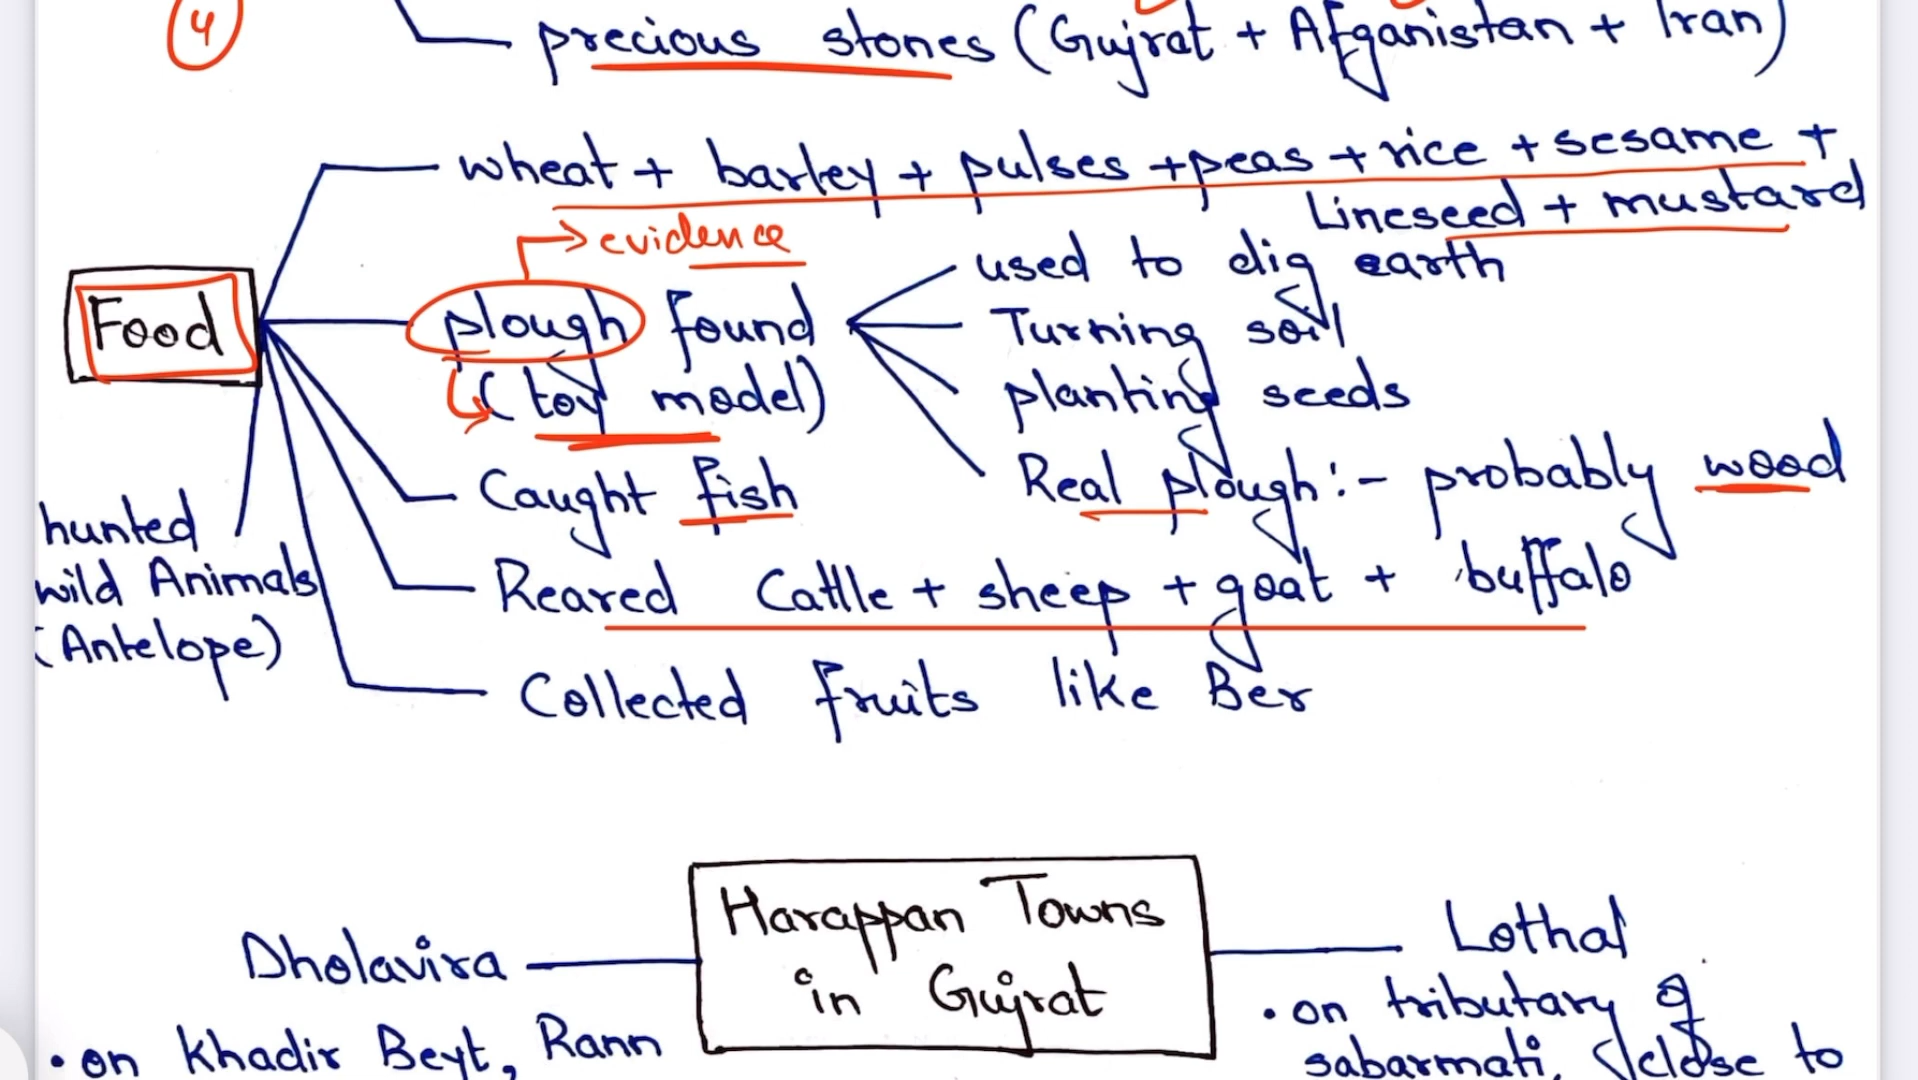 4
precious stones (Gujrat + Afganistan + Iran)
wheat + barley + pulses + peas + rice + sesame +
Lineseed + mustard
evidence
Food
plough found
(toy model)
used to dig earth
Turning soil
planting seeds
Real plough :- probably wood
Caught fish
hunted
wild Animals
(Antelope)
Reared Cattle + sheep + goat + buffalo
Collected fruits like Ber
Harappan Towns
in Gujrat
Dholavira
• on Khadir Beyt, Rann
Lothal
• on tributary of
sabarmati, close to